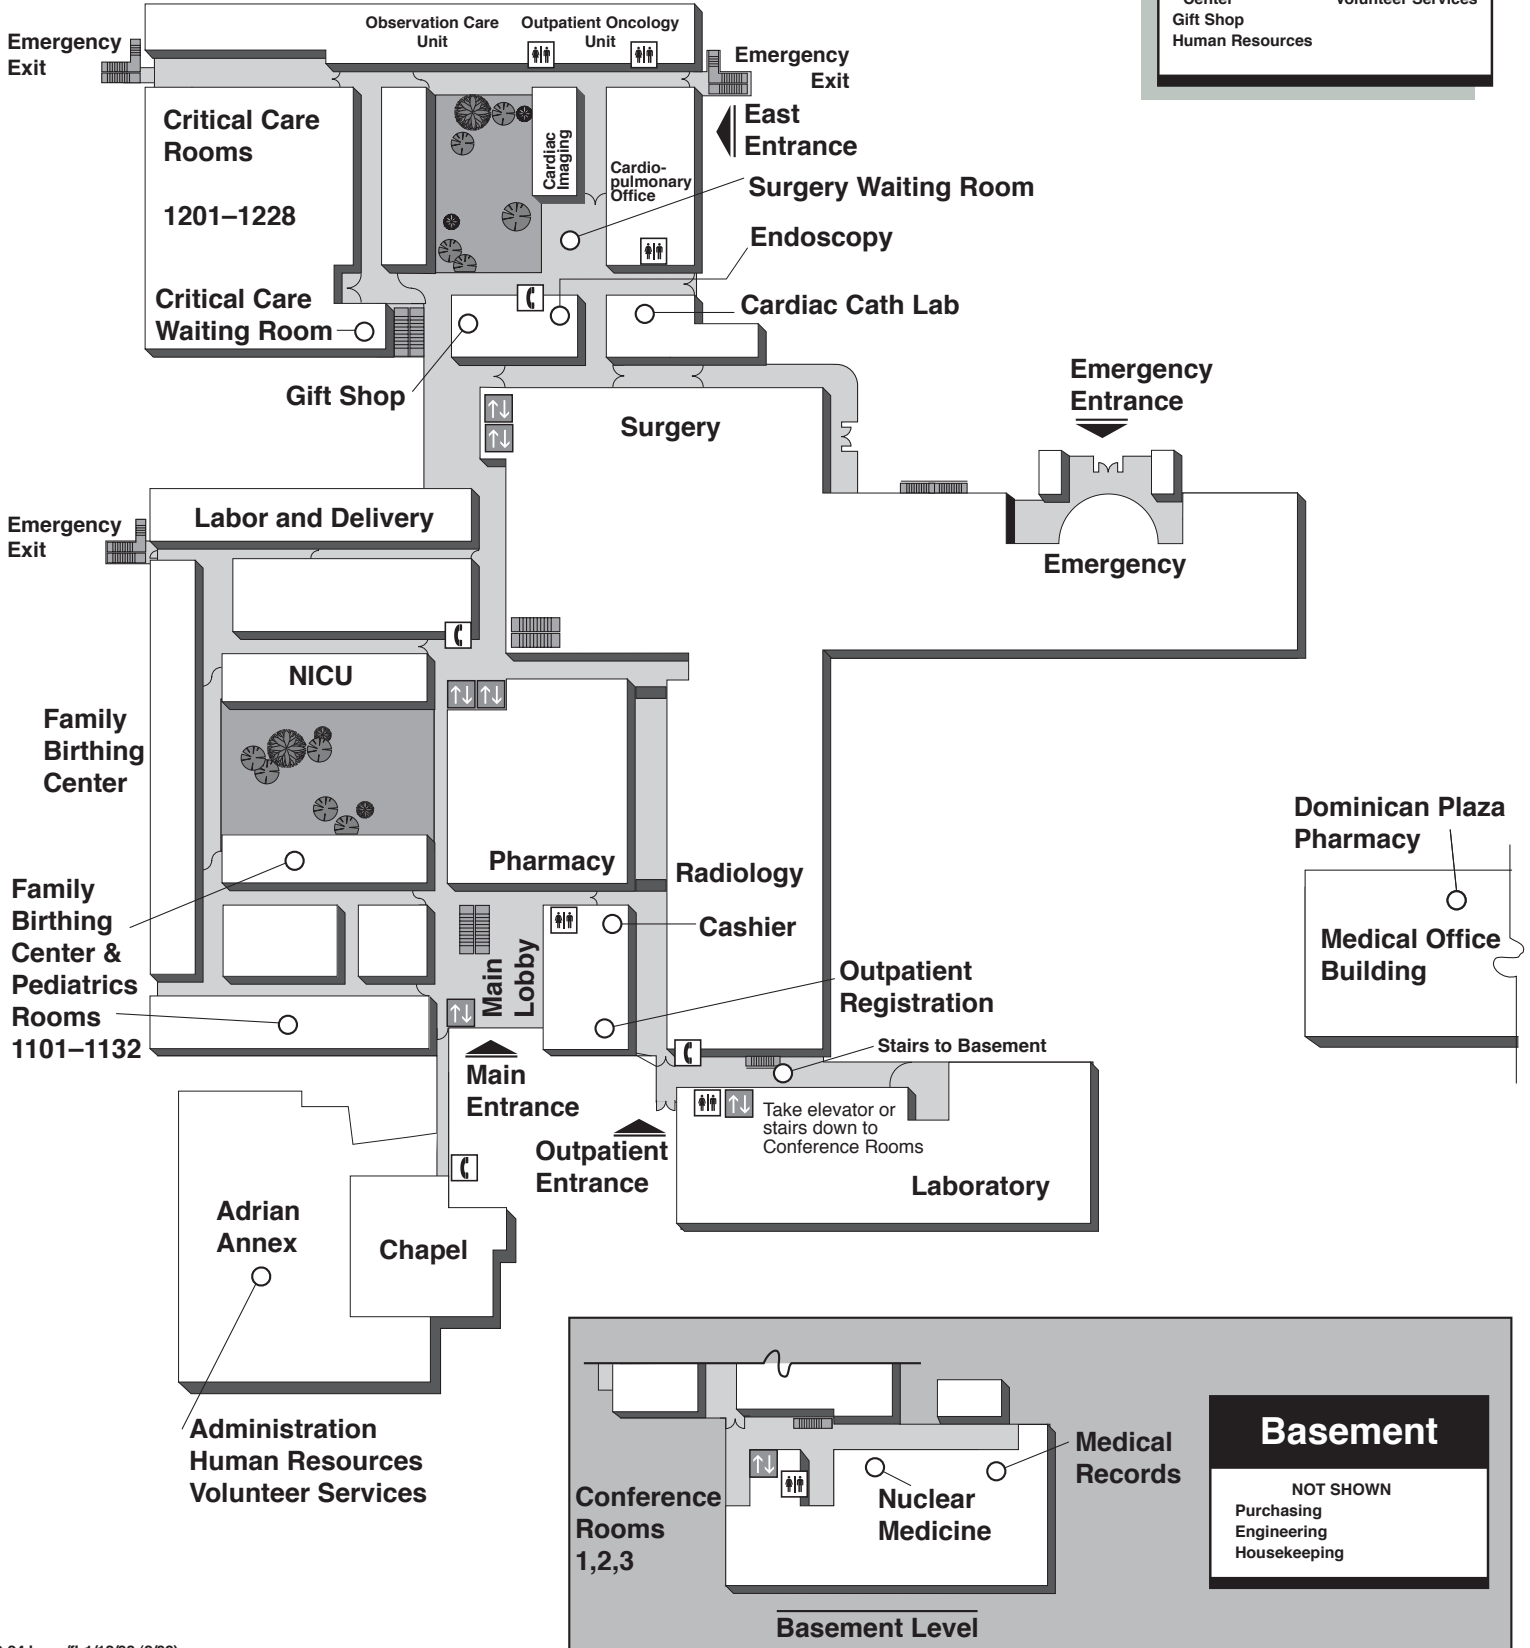 Center
Volunteer Services
Gift Shop
Human Resources
Observation Care
Unit
Outpatient Oncology
Unit
Emergency
Exit
Emergency
Exit
Critical Care
Rooms
1201–1228
Cardiac
Imaging
Cardio-
pulmonary
Office
East
Entrance
Surgery Waiting Room
Endoscopy
Critical Care
Waiting Room
Cardiac Cath Lab
Gift Shop
Surgery
Emergency
Entrance
Labor and Delivery
Emergency
Exit
Emergency
NICU
Family
Birthing
Center
Pharmacy
Radiology
Dominican Plaza
Pharmacy
Medical Office
Building
Family
Birthing
Center &
Pediatrics
Rooms
1101–1132
Cashier
Main
Lobby
Outpatient
Registration
Stairs to Basement
Main
Entrance
Take elevator or
stairs down to
Conference Rooms
Outpatient
Entrance
Laboratory
Adrian
Annex
Chapel
Administration
Human Resources
Volunteer Services
Medical
Records
Conference
Rooms
1,2,3
Nuclear
Medicine
Basement
NOT SHOWN
Purchasing
Engineering
Housekeeping
Basement Level